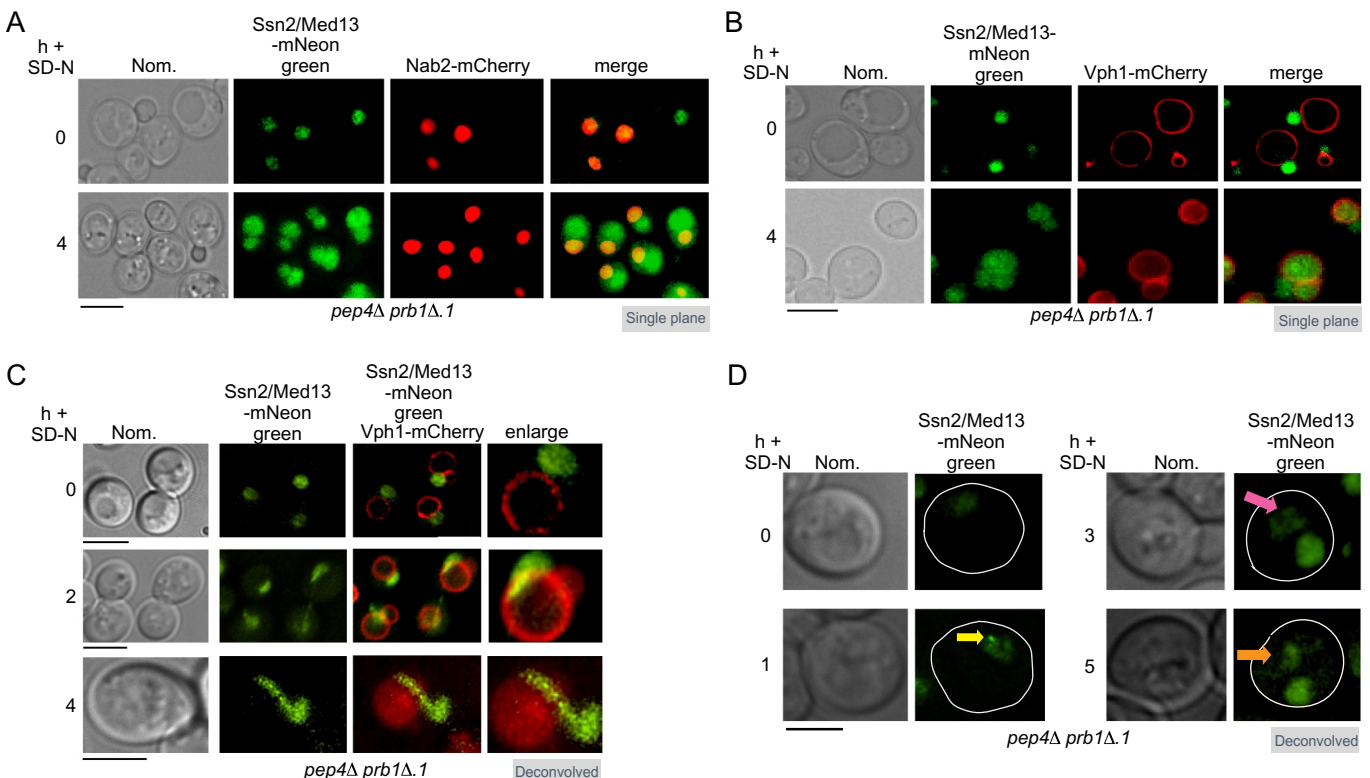 A
h +
SD-N
Nom.
Ssn2/Med13
-mNeon
green
Nab2-mCherry
merge
0
4
pep4Δ prb1Δ.1
Single plane
B
h +
SD-N
Nom.
Ssn2/Med13-
mNeon
green
Vph1-mCherry
merge
0
4
pep4Δ prb1Δ.1
Single plane
C
h +
SD-N
Nom.
Ssn2/Med13
-mNeon
green
Ssn2/Med13
-mNeon
green
Vph1-mCherry
enlarge
0
2
4
pep4Δ prb1Δ.1
Deconvolved
D
h +
SD-N
Nom.
Ssn2/Med13
-mNeon
green
h +
SD-N
Nom.
Ssn2/Med13
-mNeon
green
0
3
1
5
pep4Δ prb1Δ.1
Deconvolved